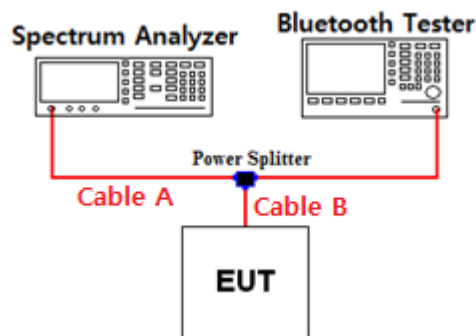 Spectrum Analyzer
Bluetooth Tester
Power Splitter
Cable A
Cable B
EUT